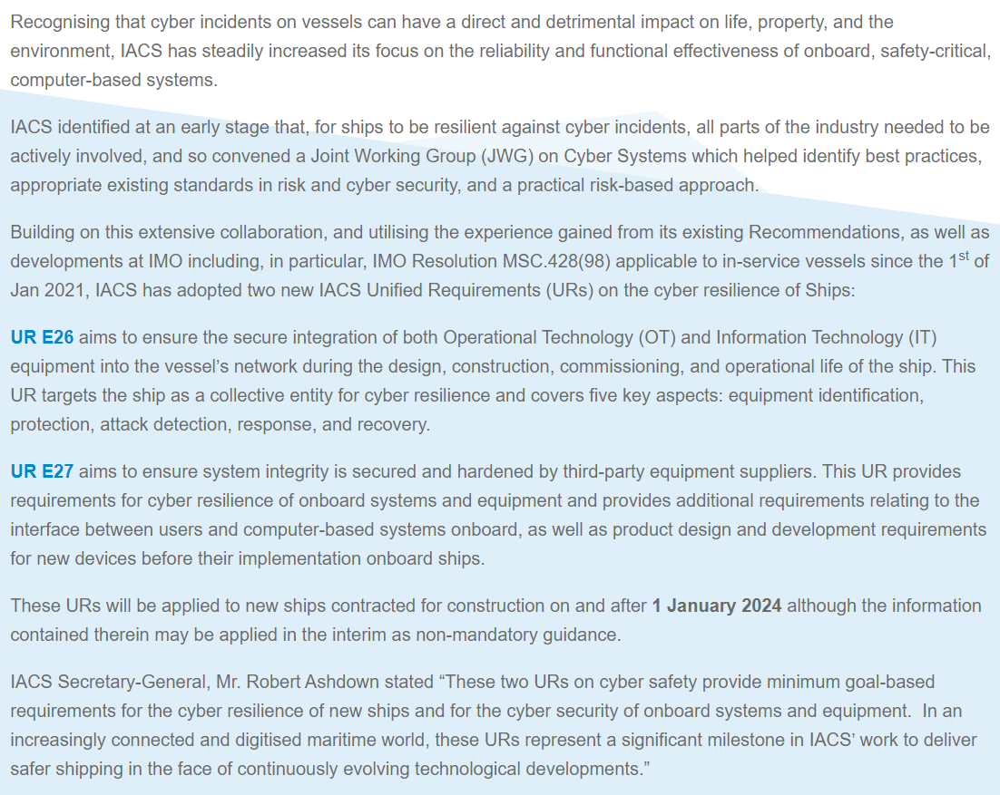 Recognising that cyber incidents on vessels can have a direct and detrimental impact on life, property, and the
environment, IACS has steadily increased its focus on the reliability and functional effectiveness of onboard, safety-critical,
computer-based systems.
IACS identified at an early stage that, for ships to be resilient against cyber incidents, all parts of the industry needed to be
actively involved, and so convened a Joint Working Group (JWG) on Cyber Systems which helped identify best practices,
appropriate existing standards in risk and cyber security, and a practical risk-based approach.
Building on this extensive collaboration, and utilising the experience gained from its existing Recommendations, as well as
developments at IMO including, in particular, IMO Resolution MSC.428(98) applicable to in-service vessels since the 1st of
Jan 2021, IACS has adopted two new IACS Unified Requirements (URs) on the cyber resilience of Ships:
UR E26 aims to ensure the secure integration of both Operational Technology (OT) and Information Technology (IT)
equipment into the vessel’s network during the design, construction, commissioning, and operational life of the ship. This
UR targets the ship as a collective entity for cyber resilience and covers five key aspects: equipment identification,
protection, attack detection, response, and recovery.
UR E27 aims to ensure system integrity is secured and hardened by third-party equipment suppliers. This UR provides
requirements for cyber resilience of onboard systems and equipment and provides additional requirements relating to the
interface between users and computer-based systems onboard, as well as product design and development requirements
for new devices before their implementation onboard ships.
These URs will be applied to new ships contracted for construction on and after 1 January 2024 although the information
contained therein may be applied in the interim as non-mandatory guidance.
IACS Secretary-General, Mr. Robert Ashdown stated “These two URs on cyber safety provide minimum goal-based
requirements for the cyber resilience of new ships and for the cyber security of onboard systems and equipment.  In an
increasingly connected and digitised maritime world, these URs represent a significant milestone in IACS’ work to deliver
safer shipping in the face of continuously evolving technological developments.”